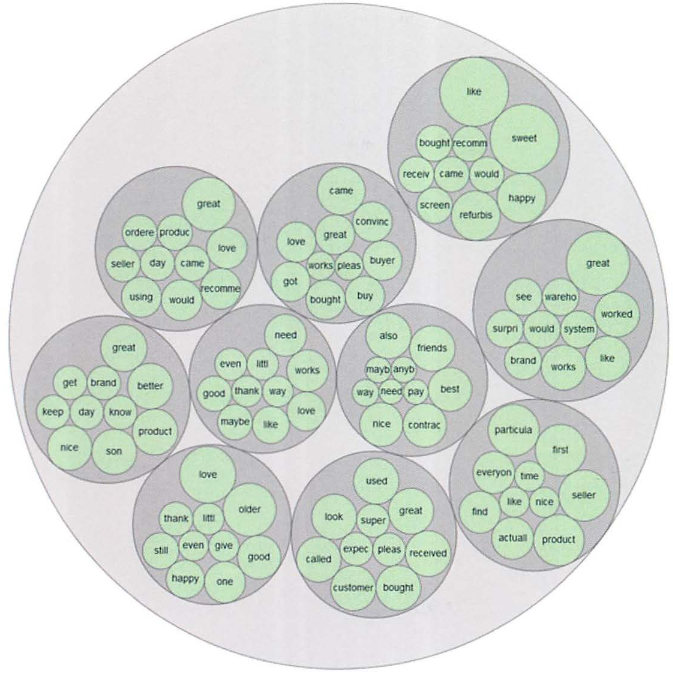 like
sweet
bought recomm
receiv came would
screen refurbis happy
great
ordere produc
love
seller day came
recomme
using would
came
convinc
great
love
works pleas buyer
got
bought buy
great
see wareho
worked
surpri would system
brand works like
great
get brand better
keep day know
product
nice son
need
even littl
works
good thank way
love
maybe like
also
friends
mayb anyb
way need pay best
nice contrac
particula
first
everyon time
seller
like nice
find
actuall product
love
older
thank littl
still even give
good
happy one
used
great
look super
called expec pleas received
customer bought